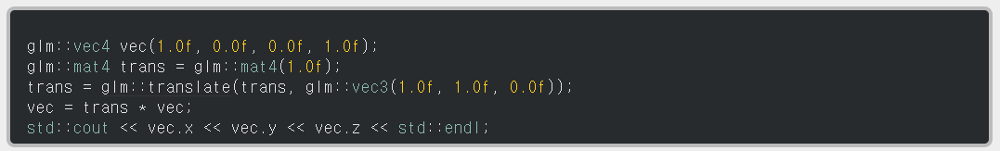 glm::vec4 vec(1.0f, 0.0f, 0.0f, 1.0f);
glm::mat4 trans = glm::mat4(1.0f);
trans = glm::translate(trans, glm::vec3(1.0f, 1.0f, 0.0f));
vec = trans * vec;
std::cout << vec.x << vec.y << vec.z << std::endl;